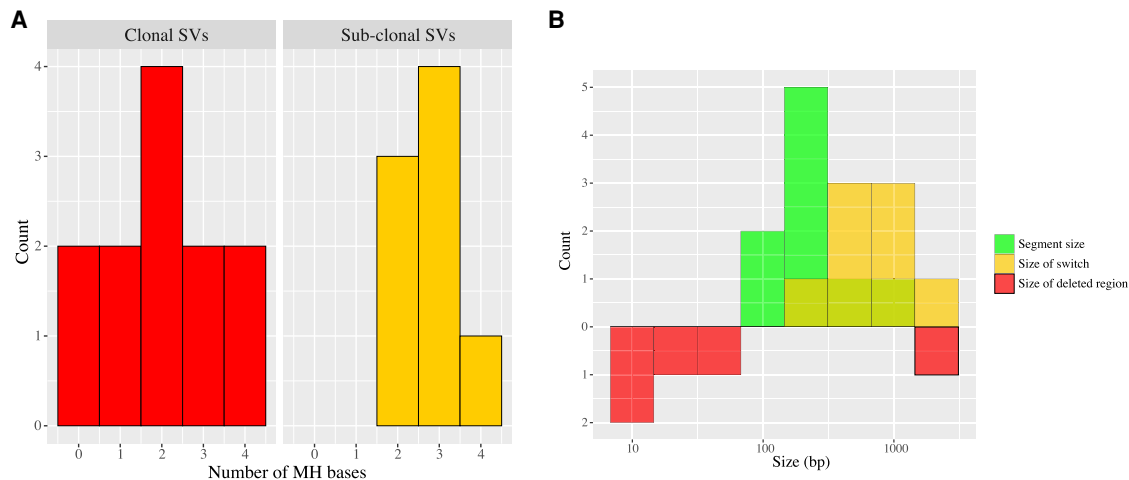 A
Clonal SVs
Sub-clonal SVs
Count
4
3
2
1
0
0 1 2 3 4
0 1 2 3 4
Number of MH bases
B
Count
5
4
3
2
1
0
1
2
10 100 1000
Size (bp)
Segment size
Size of switch
Size of deleted region